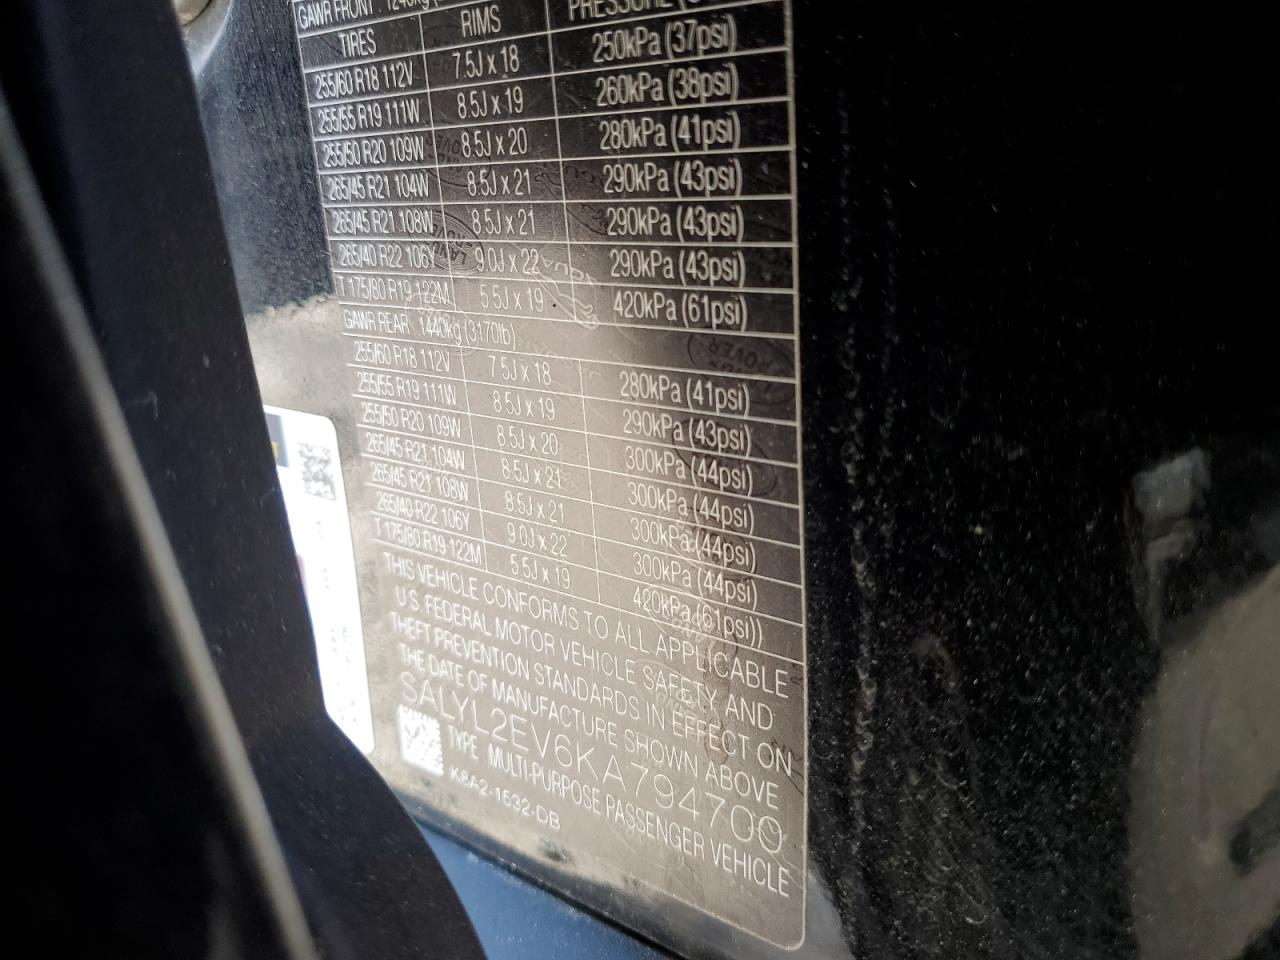 GAWR FRONT
TIRES RIMS PRESSURE
255/60 R18 112V 7.5J x 18 250kPa (37psi)
255/55 R19 111W 8.5J x 19 260kPa (38psi)
255/50 R20 109W 8.5J x 20 280kPa (41psi)
265/45 R21 104W 8.5J x 21 290kPa (43psi)
265/45 R21 108W 8.5J x 21 290kPa (43psi)
265/40 R22 106Y 9.0J x 22 290kPa (43psi)
T 175/80 R19 122M 5.5J x 19 420kPa (61psi)
GAWR REAR 1440kg (3170lb)
255/60 R18 112V 7.5J x 18 280kPa (41psi)
255/55 R19 111W 8.5J x 19 290kPa (43psi)
255/50 R20 109W 8.5J x 20 300kPa (44psi)
265/45 R21 104W 8.5J x 21 300kPa (44psi)
265/45 R21 108W 8.5J x 21 300kPa (44psi)
265/40 R22 106Y 9.0J x 22 300kPa (44psi)
T 175/80 R19 122M 5.5J x 19 420kPa (61psi))
THIS VEHICLE CONFORMS TO ALL APPLICABLE
U.S. FEDERAL MOTOR VEHICLE SAFETY AND
THEFT PREVENTION STANDARDS IN EFFECT ON
THE DATE OF MANUFACTURE SHOWN ABOVE
SALYL2EV6KA794700
TYPE MULTI-PURPOSE PASSENGER VEHICLE
K8A2-1532-DB